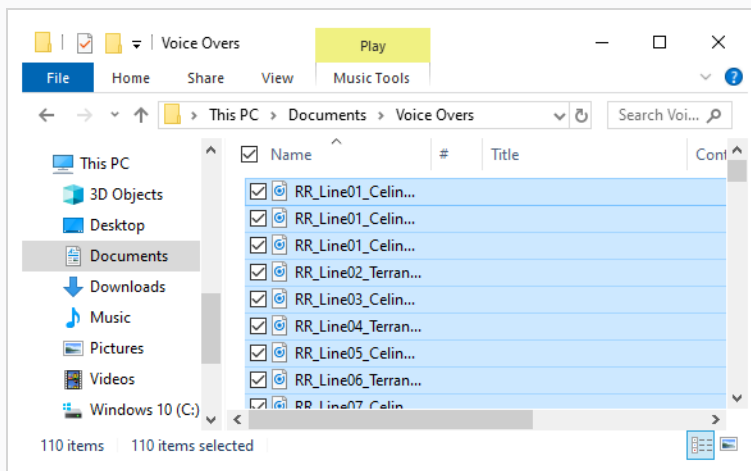 Voice Overs
Play
File Home Share View Music Tools
?
This PC > Documents > Voice Overs
Search Voi...
This PC
3D Objects
Desktop
Documents
Downloads
Music
Pictures
Videos
Windows 10 (C:)
Name # Title Cont
RR_Line01_Celin...
RR_Line01_Celin...
RR_Line01_Celin...
RR_Line02_Terran...
RR_Line03_Celin...
RR_Line04_Terran...
RR_Line05_Celin...
RR_Line06_Terran...
RR_Line07_Celin
110 items 110 items selected